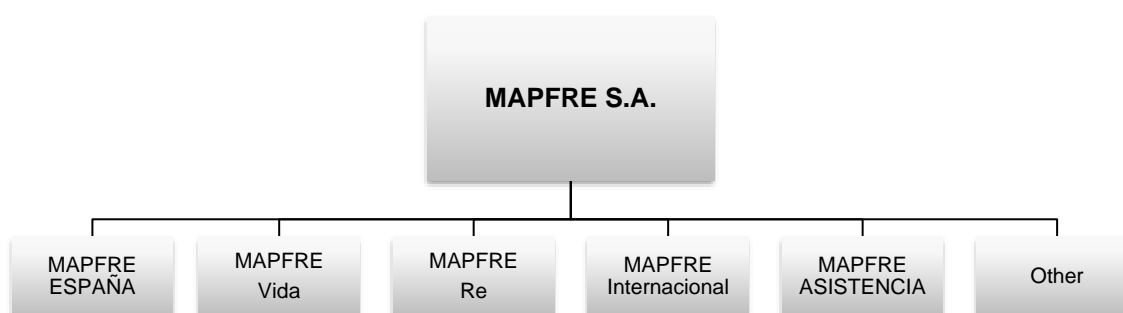 MAPFRE S.A.
MAPFRE
ESPAÑA
MAPFRE
Vida
MAPFRE
Re
MAPFRE
Internacional
MAPFRE
ASISTENCIA
Other